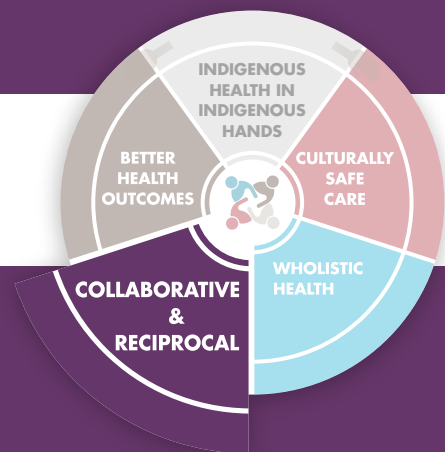 INDIGENOUS
HEALTH IN
INDIGENOUS
HANDS
BETTER
HEALTH
OUTCOMES
CULTURALLY
SAFE
CARE
WHOLISTIC
HEALTH
COLLABORATIVE
&
RECIPROCAL